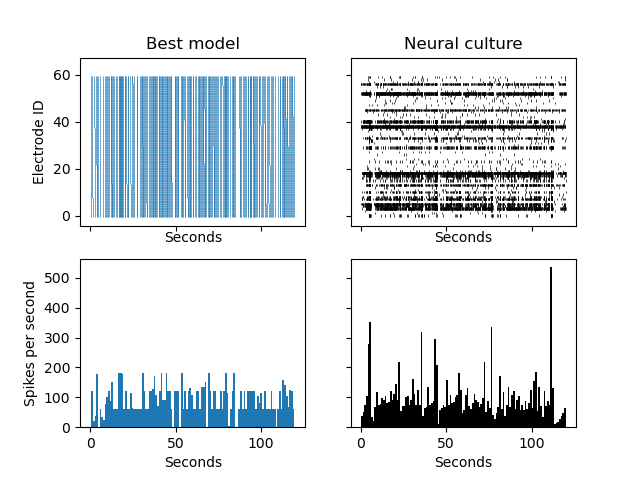 Best model
Neural culture
Electrode ID
60
40
20
0
Seconds
Seconds
Spikes per second
500
400
300
200
100
0
0 50 100
0 50 100
Seconds
Seconds